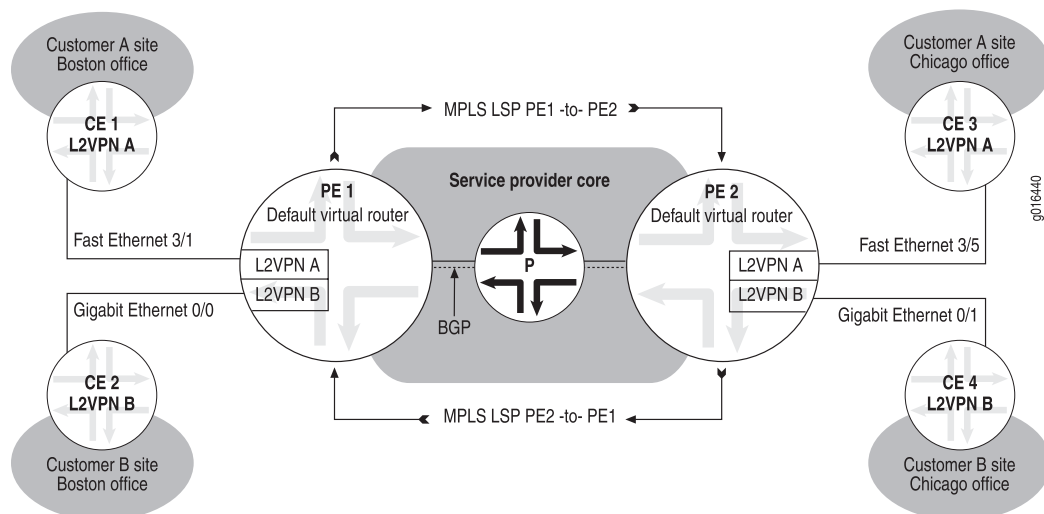 Customer A site
Boston office
CE 1
L2VPN A
Fast Ethernet 3/1
Gigabit Ethernet 0/0
CE 2
L2VPN B
Customer B site
Boston office
MPLS LSP PE1 -to- PE2
PE 1
Default virtual router
L2VPN A
L2VPN B
Service provider core
P
BGP
PE 2
Default virtual router
L2VPN A
L2VPN B
MPLS LSP PE2 -to- PE1
Customer A site
Chicago office
CE 3
L2VPN A
Fast Ethernet 3/5
Gigabit Ethernet 0/1
CE 4
L2VPN B
Customer B site
Chicago office
g016440